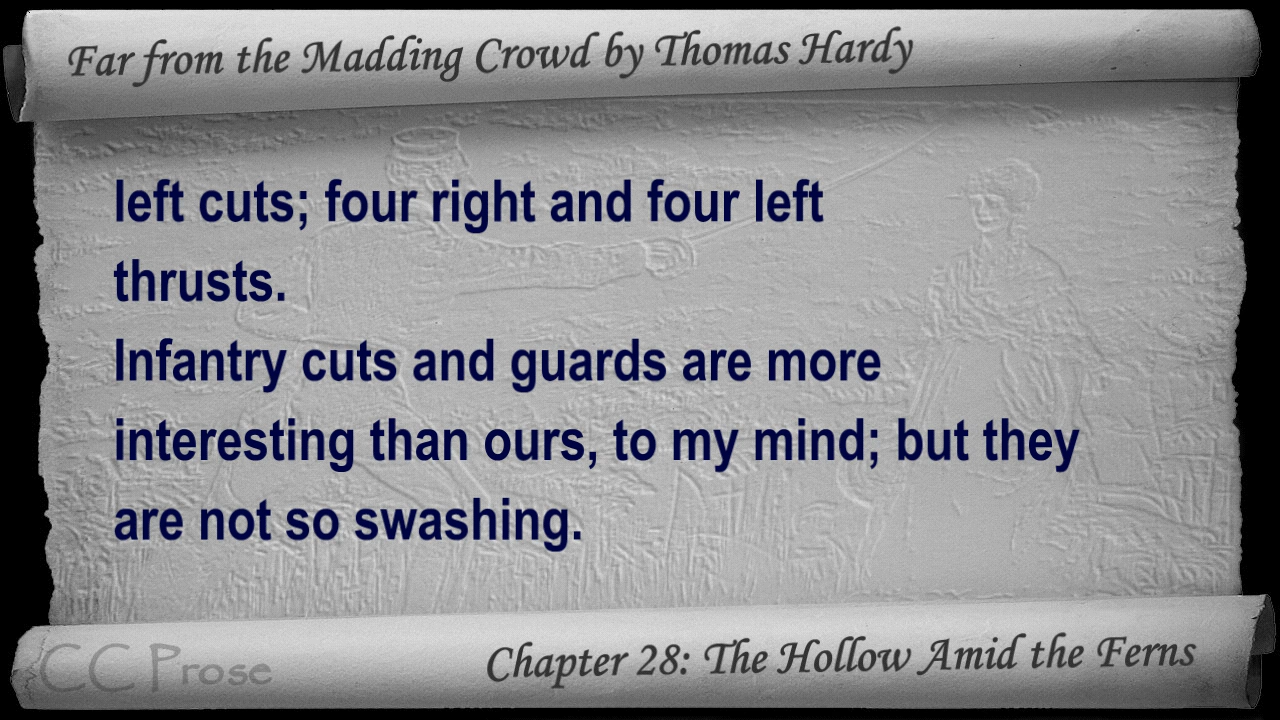 Far from the Madding Crowd by Thomas Hardy
left cuts; four right and four left
thrusts.
Infantry cuts and guards are more
interesting than ours, to my mind; but they
are not so swashing.
CC Prose
Chapter 28: The Hollow Amid the Ferns